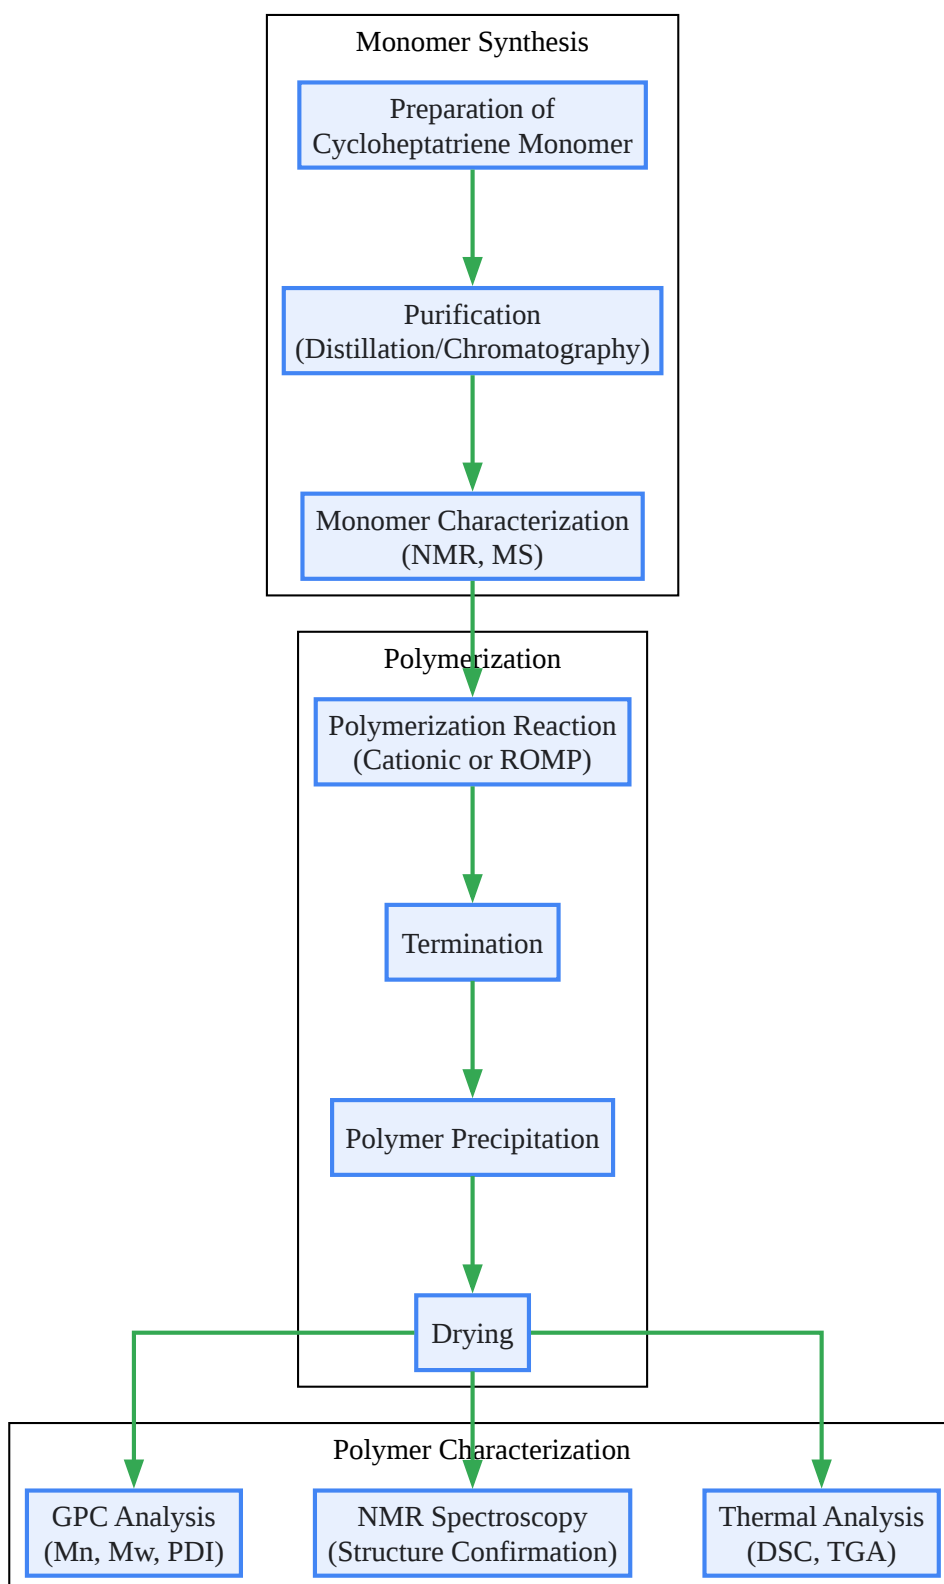 Monomer Synthesis
Preparation of
Cycloheptatriene Monomer
Purification
(Distillation/Chromatography)
Monomer Characterization
(NMR, MS)
Polymerization
Polymerization Reaction
(Cationic or ROMP)
Termination
Polymer Precipitation
Drying
Polymer Characterization
GPC Analysis
(Mn, Mw, PDI)
NMR Spectroscopy
(Structure Confirmation)
Thermal Analysis
(DSC, TGA)